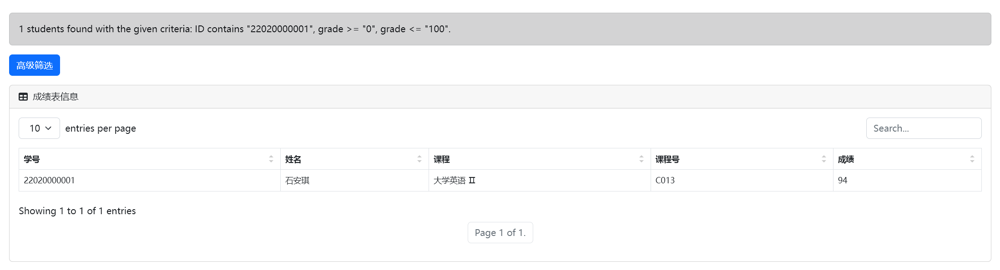 1 students found with the given criteria: ID contains "22020000001", grade >= "0", grade <= "100".
高级筛选
成绩表信息
10 entries per page Search...
学号 姓名 课程 课程号 成绩
22020000001 石安琪 大学英语 Ⅱ C013 94
Showing 1 to 1 of 1 entries
Page 1 of 1.